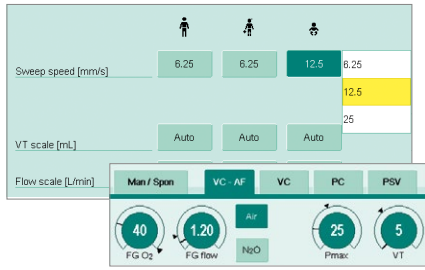 Sweep speed [mm/s] 6.25 6.25 12.5 6.25
12.5
25
VT scale [mL] Auto Auto Auto
Flow scale [L/min]
Man / Spon VC - AF VC PC PSV
40 1.20 Air 25 5
N₂O
FG O₂ FG flow Pmax VT